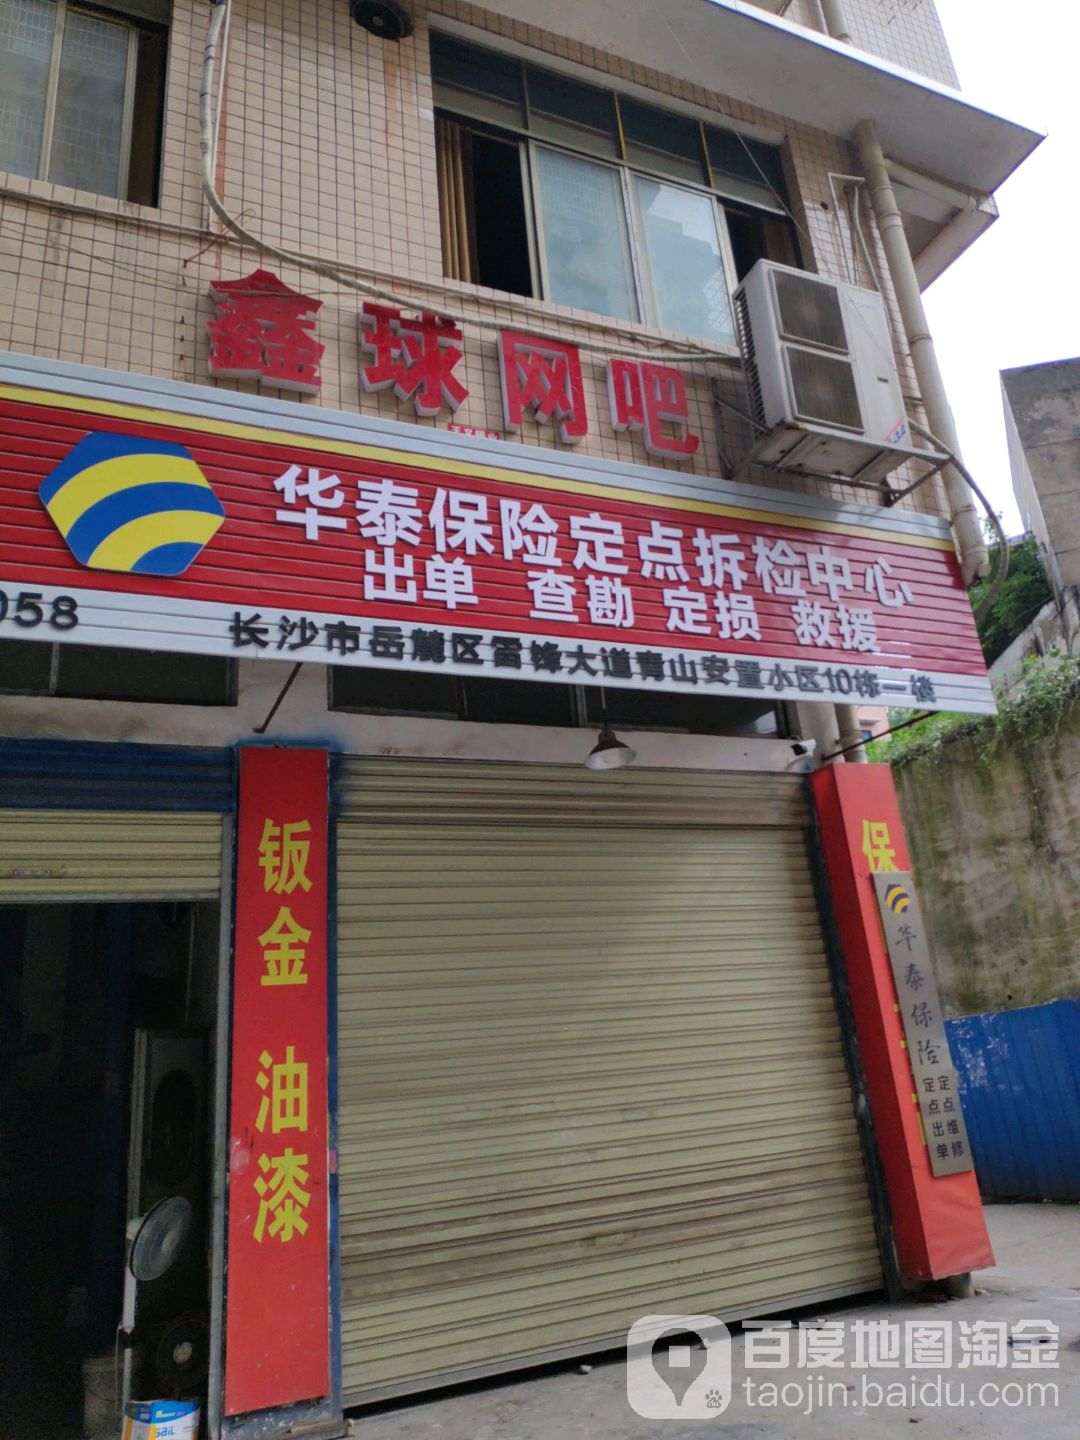 鑫球网吧
华泰保险定点拆检中心
出单 查勘 定损 救援
058
长沙市岳麓区雷锋大道青山安置小区10栋一楼
钣金 油漆
保
华泰保险
定点维修
定点出单
百度地图淘金
taojin.baidu.com